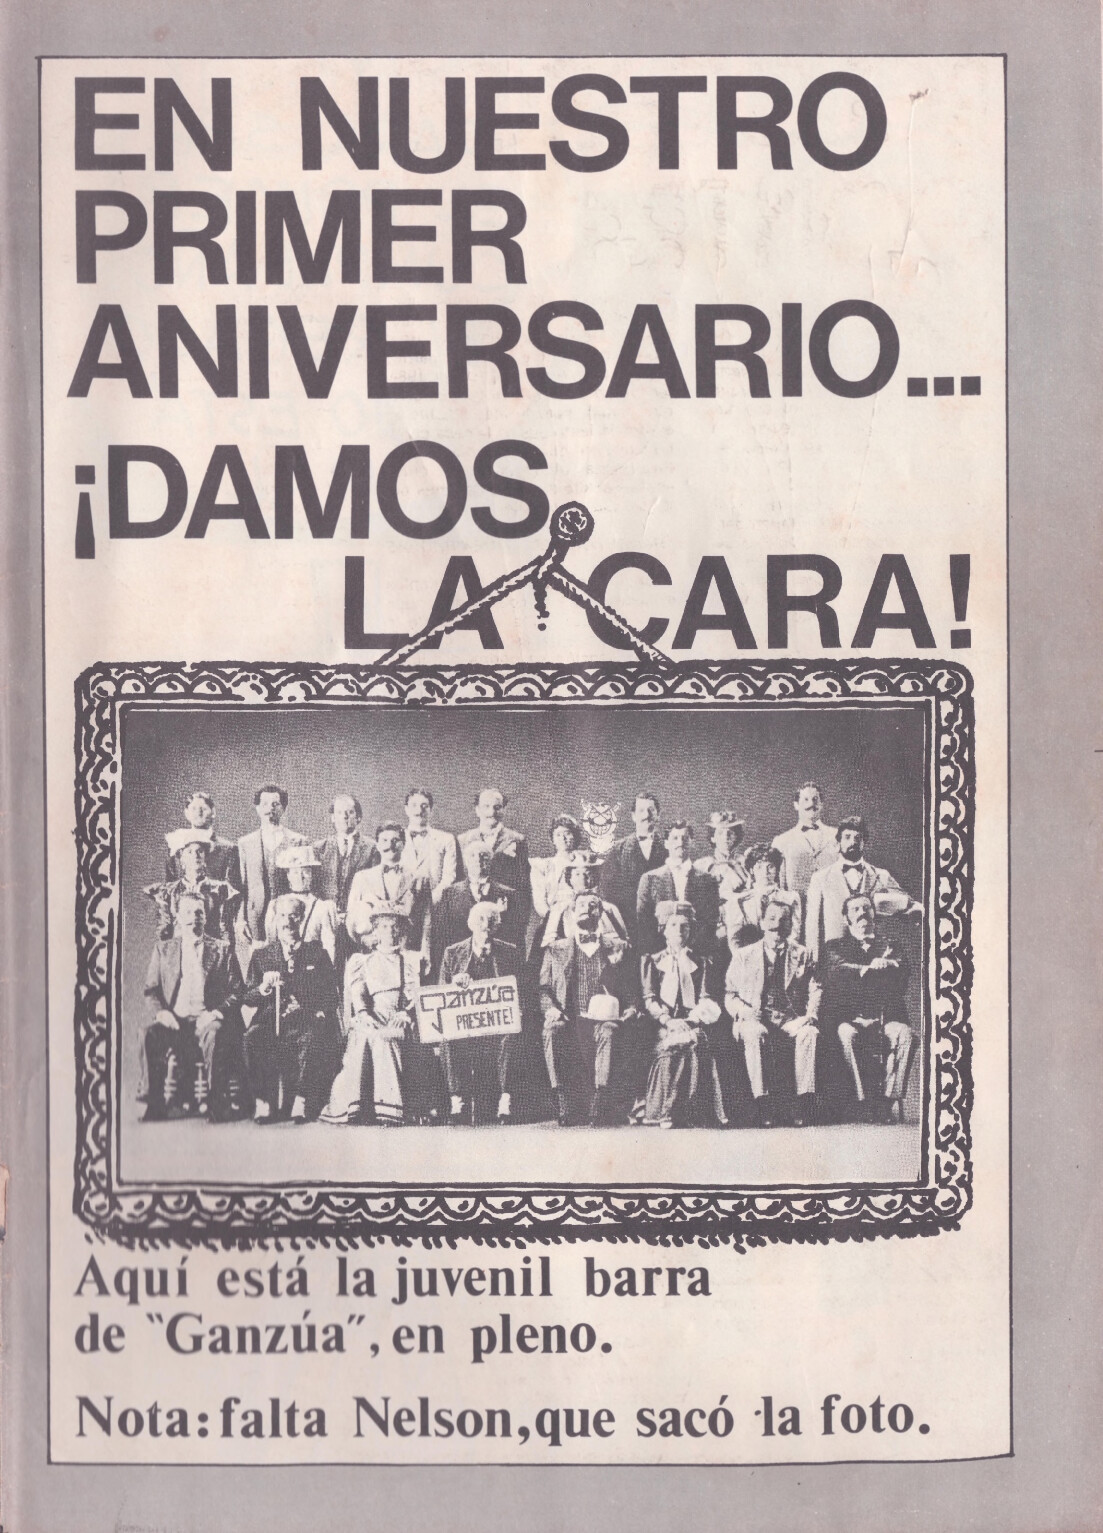 EN NUESTRO
PRIMER
ANIVERSARIO...
¡DAMOS
LA CARA!
Ganzúa
PRESENTE!
Aquí está la juvenil barra
de "Ganzúa", en pleno.
Nota: falta Nelson, que sacó la foto.